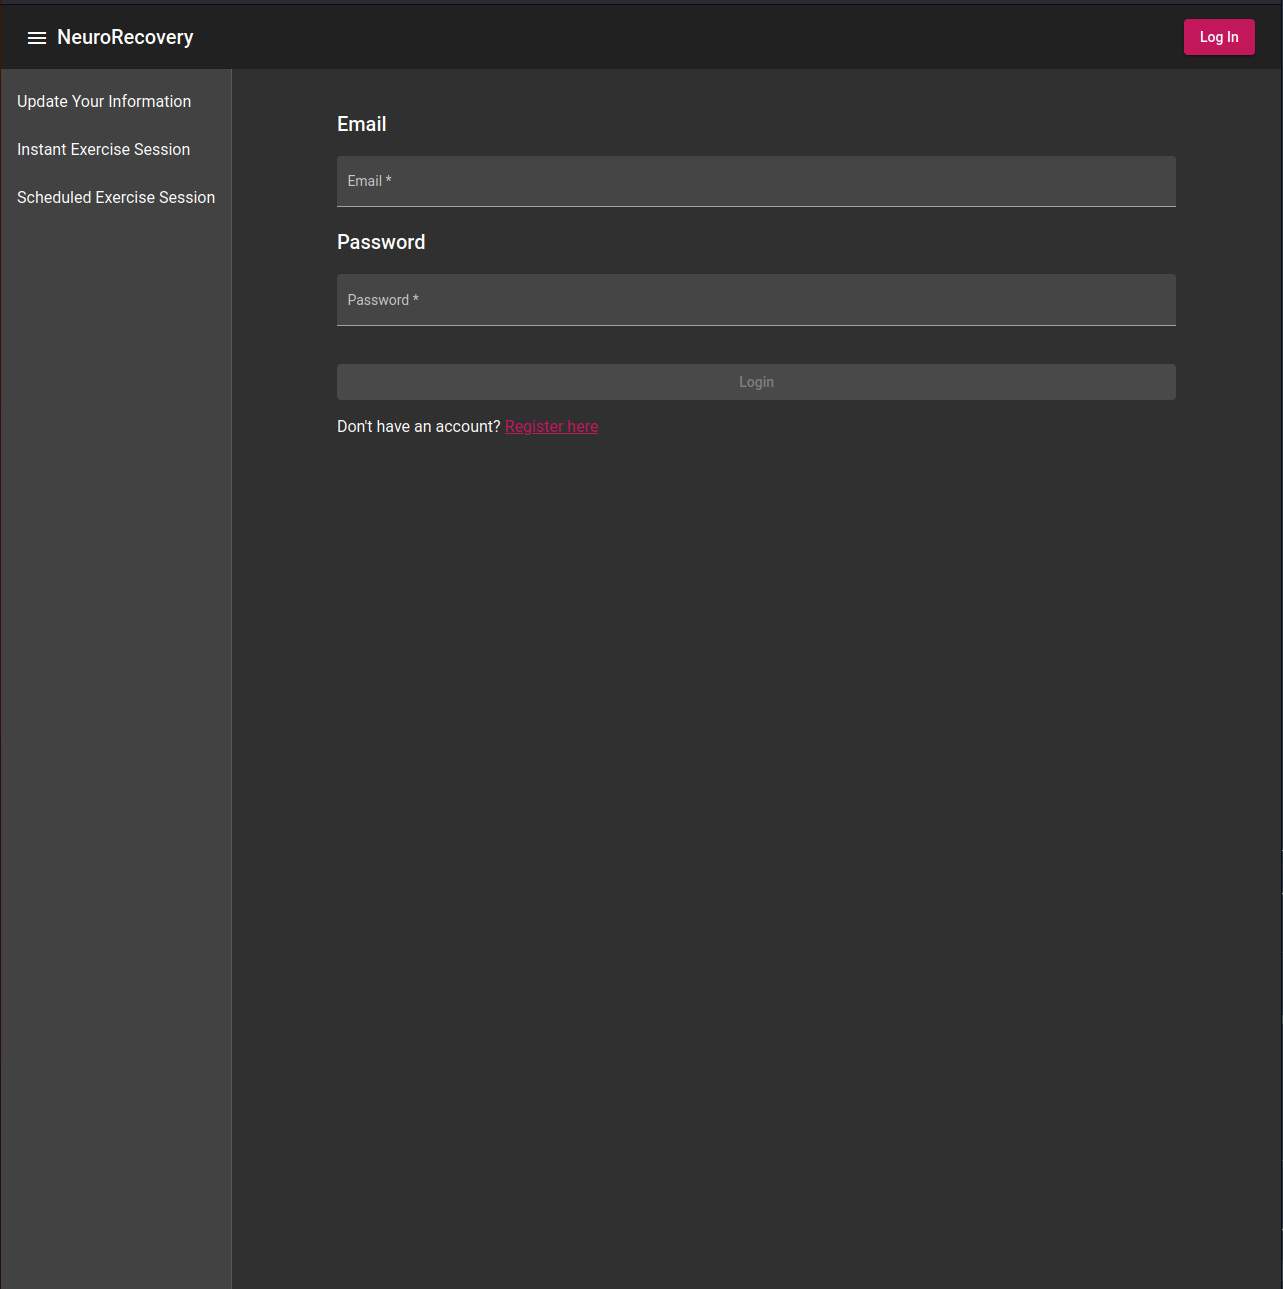 NeuroRecovery
Log In
Update Your Information
Instant Exercise Session
Scheduled Exercise Session
Email
Email *
Password
Password *
Login
Don't have an account? Register here